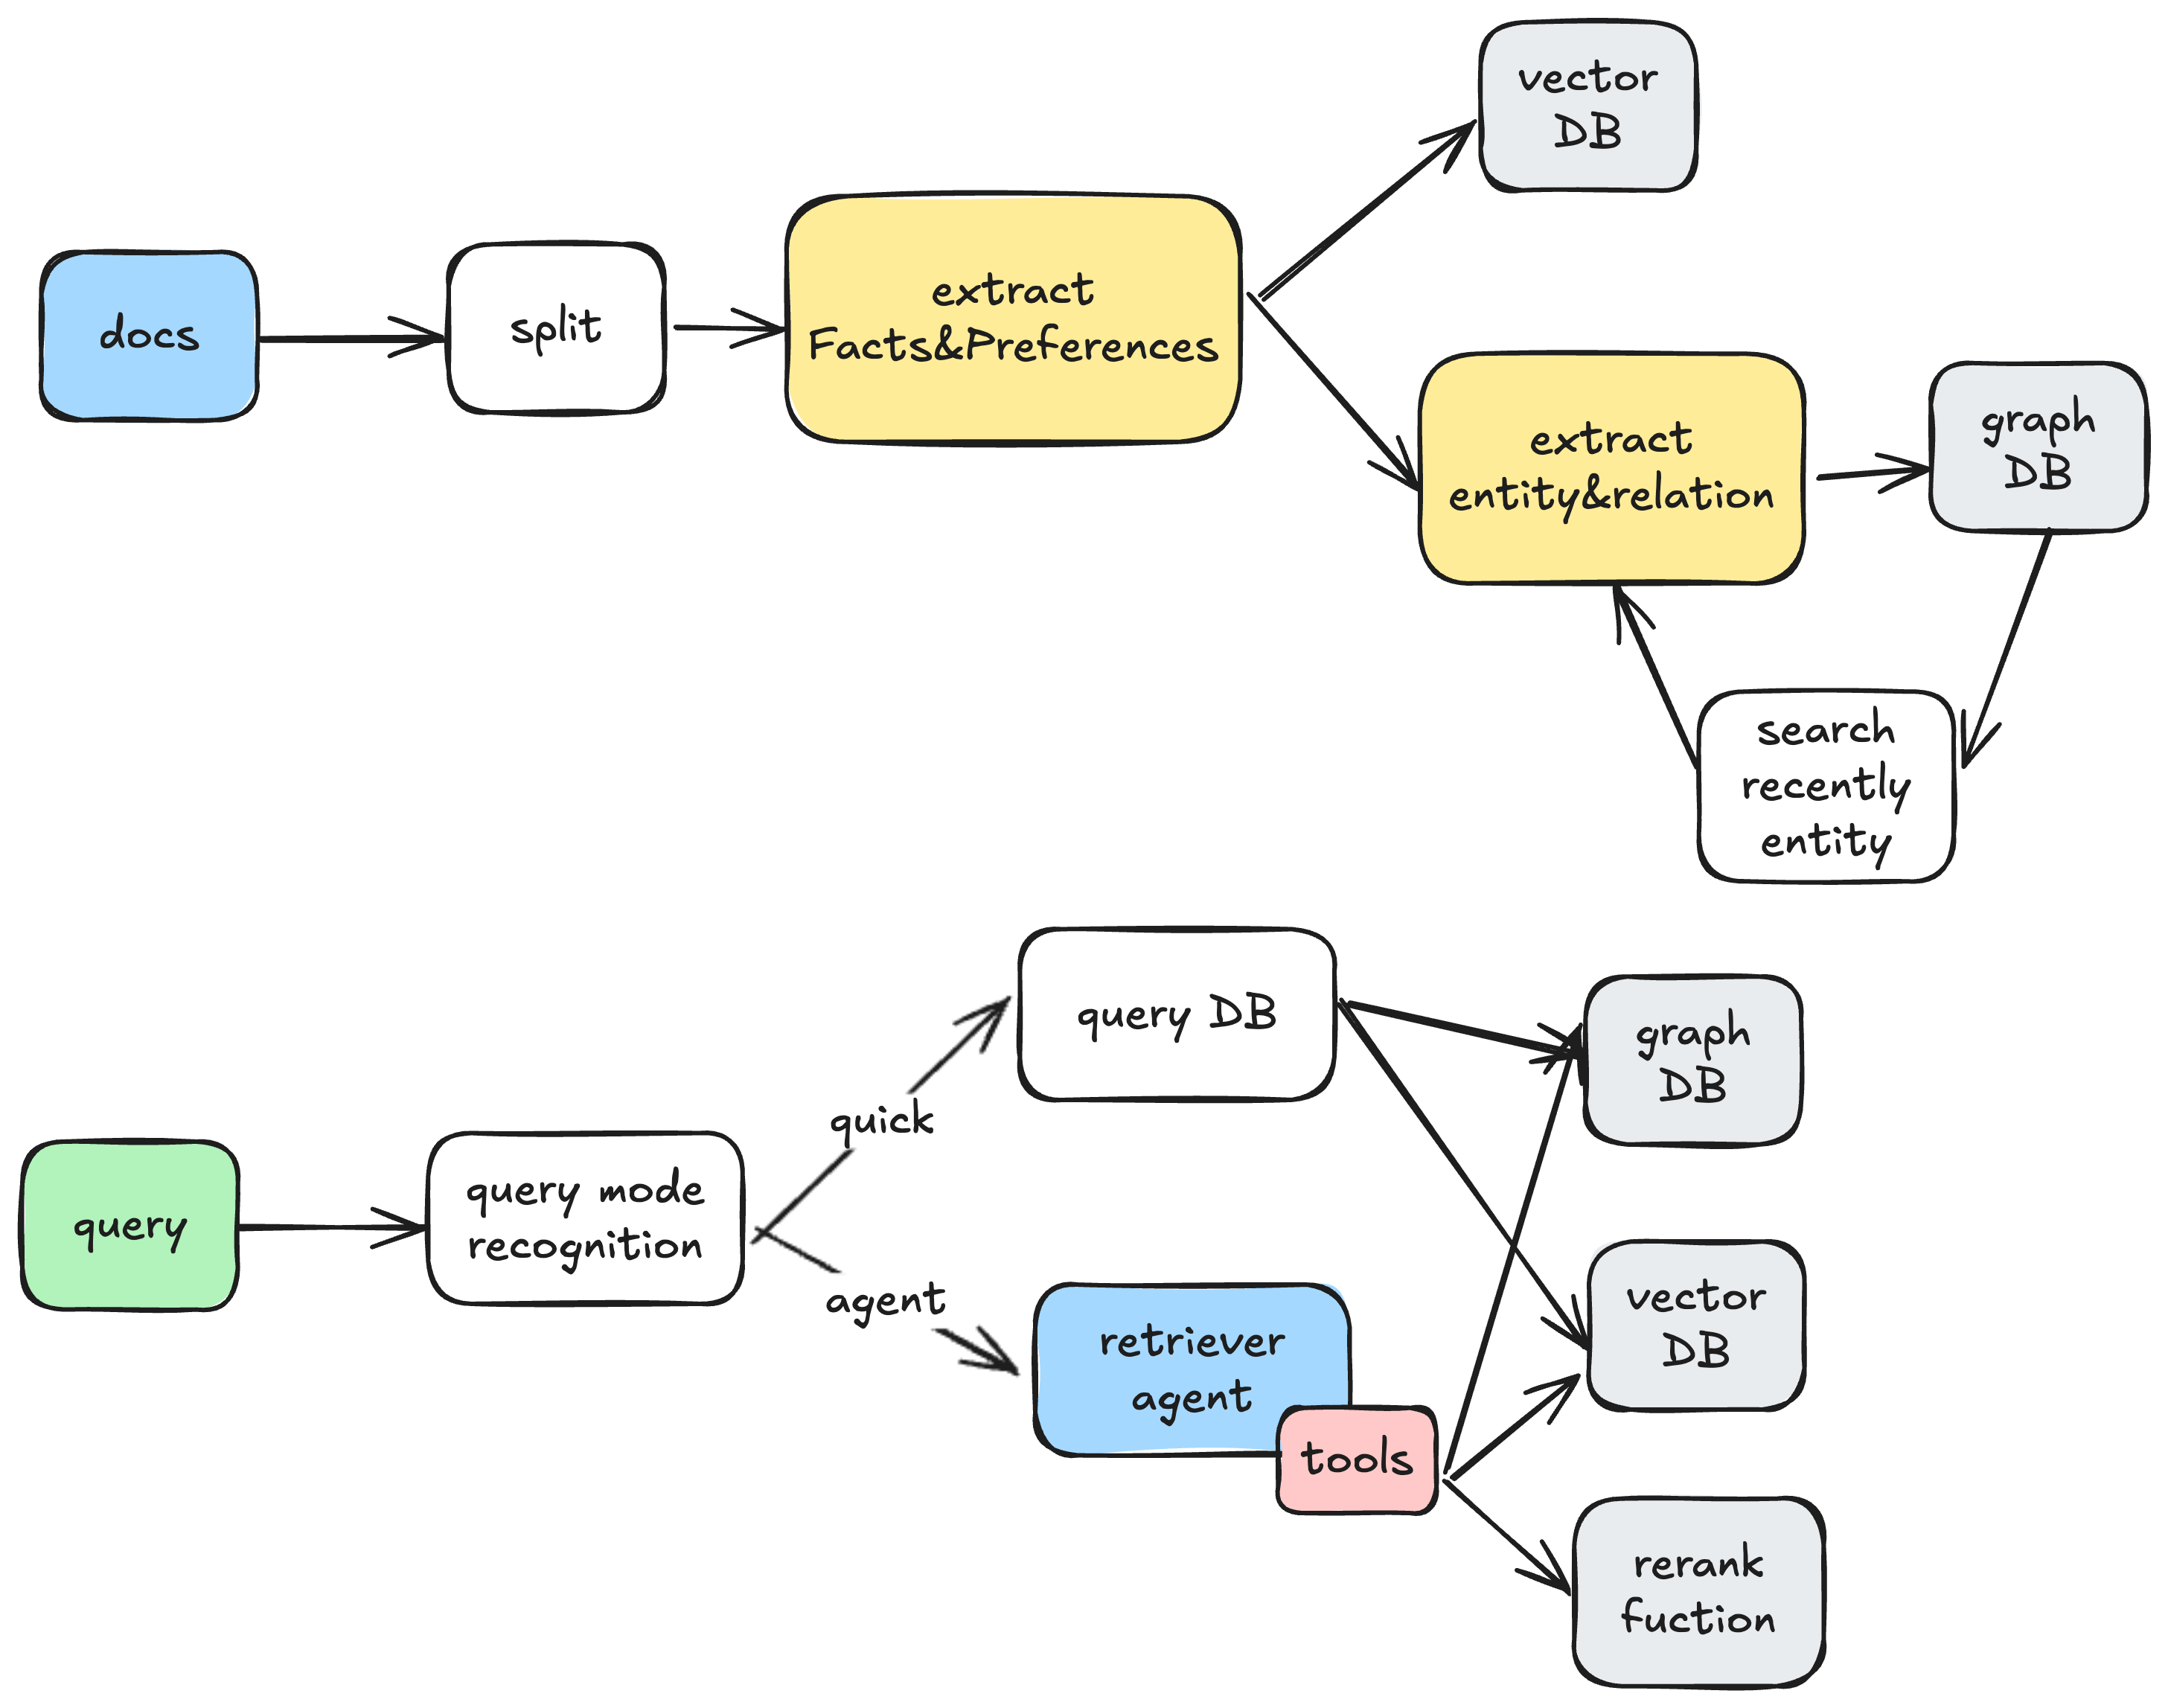 vector
DB
docs
split
extract
Facts&Preferences
extract
entity&relation
graph
DB
search
recently
entity
query DB
graph
DB
quick
query
query mode
recognition
agent
retriever
agent
tools
vector
DB
rerank
fuction